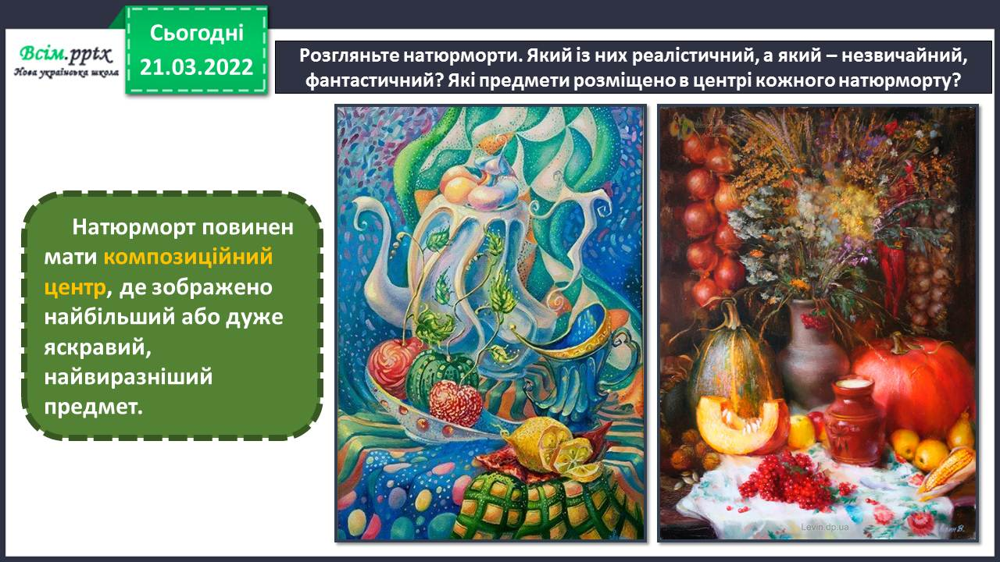 Сьогодні
21.03.2022
Всім.pptx
Нова українська школа
Розгляньте натюрморти. Який із них реалістичний, а який – незвичайний,
фантастичний? Які предмети розміщено в центрі кожного натюрморту?
Натюрморт повинен
мати композиційний
центр, де зображено
найбільший або дуже
яскравий,
найвиразніший
предмет.
Levin.dp.ua